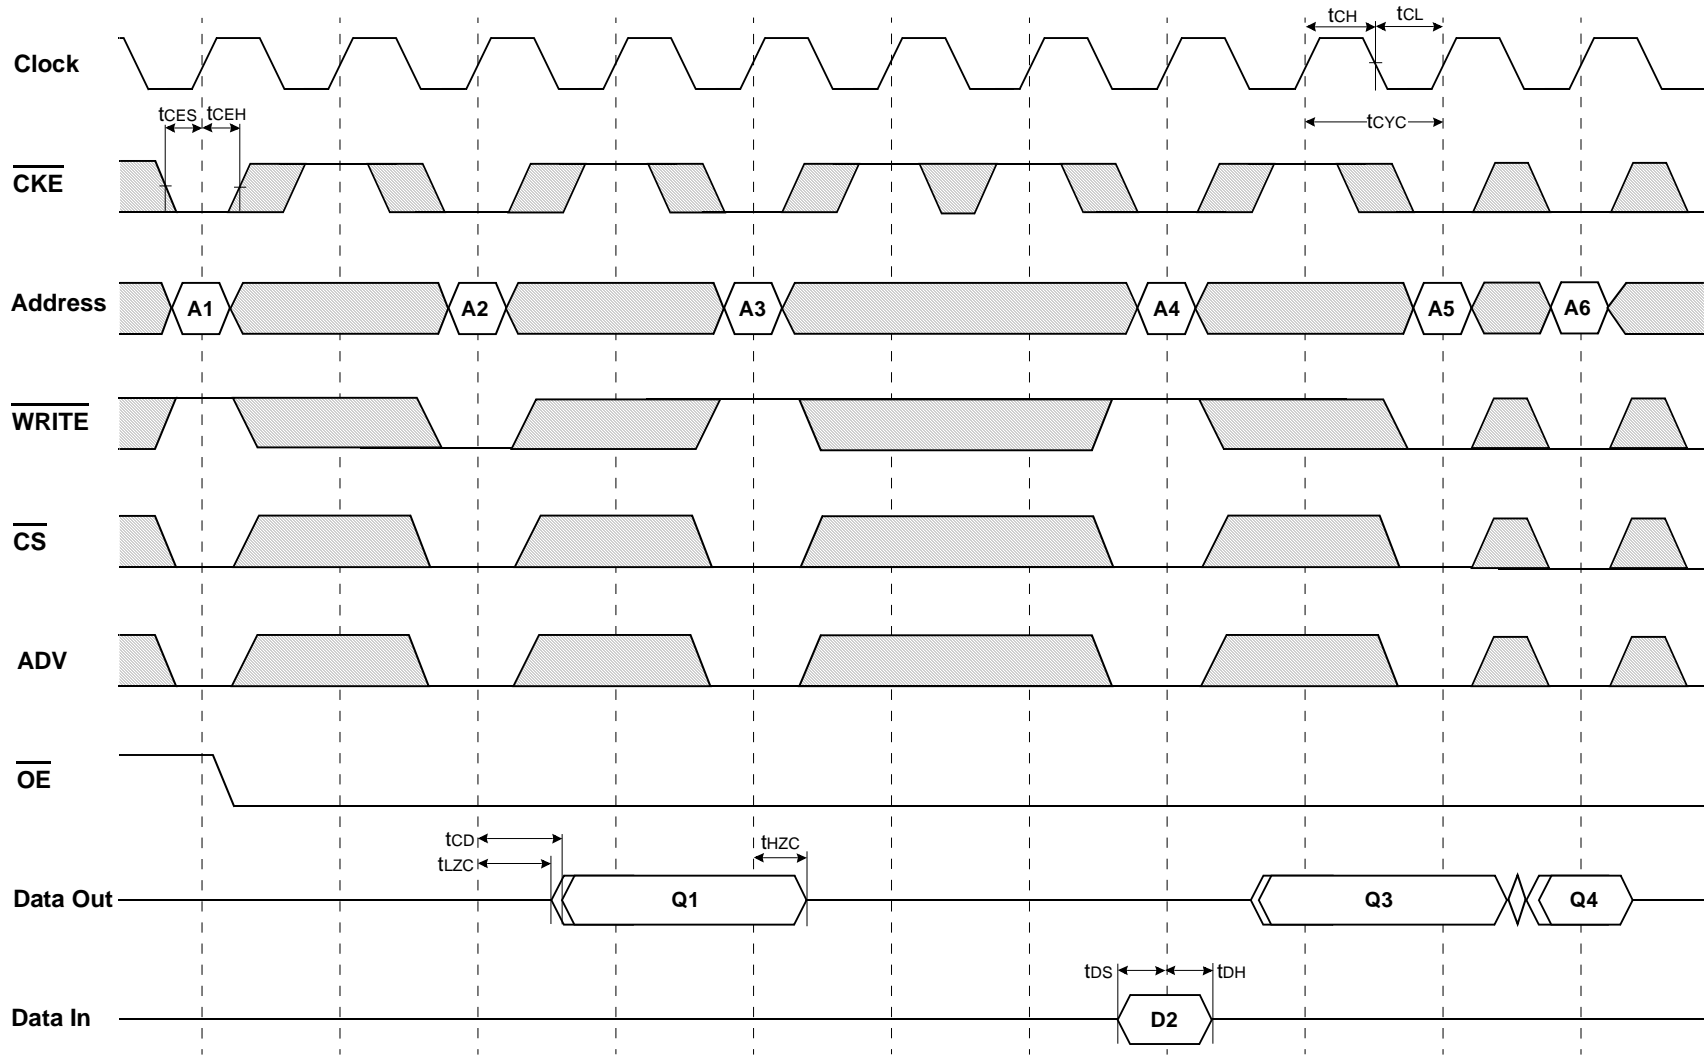 tCH tCL
Clock
tCES tCEH
tCYC
CKE
Address A1 A2 A3 A4 A5 A6
WRITE
CS
ADV
OE
tCD tHZC
tLZC
Data Out Q1 Q3 Q4
tDS tDH
Data In D2